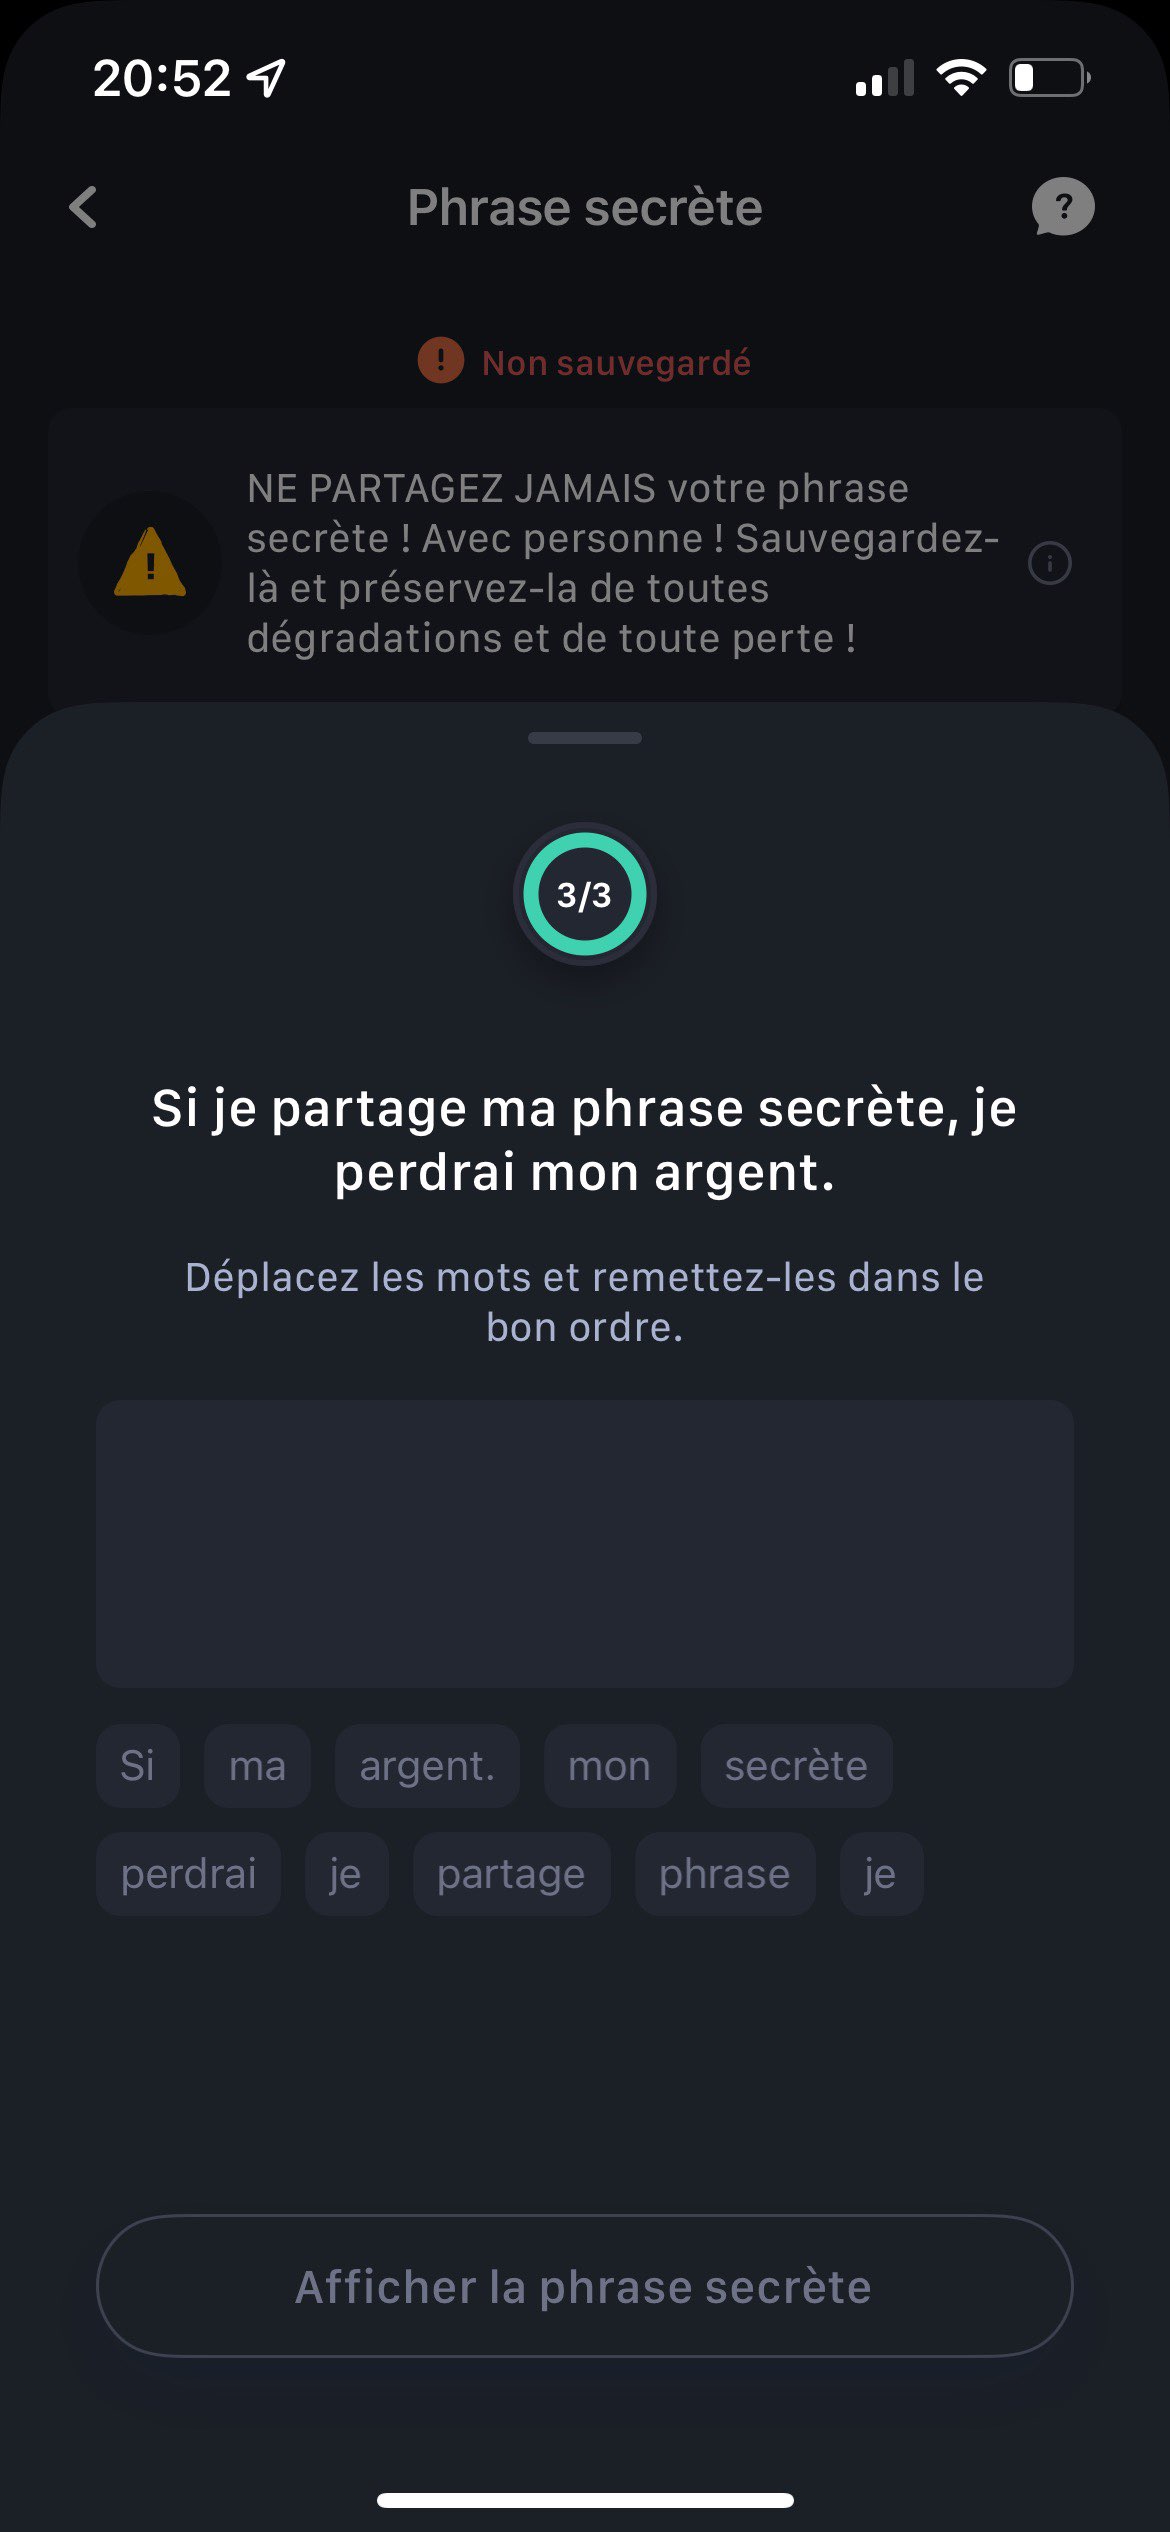 20:52
Phrase secrète
?
! Non sauvegardé
NE PARTAGEZ JAMAIS votre phrase
secrète ! Avec personne ! Sauvegardez-
là et préservez-la de toutes
dégradations et de toute perte !
3/3
Si je partage ma phrase secrète, je
perdrai mon argent.
Déplacez les mots et remettez-les dans le
bon ordre.
Si ma argent. mon secrète
perdrai je partage phrase je
Afficher la phrase secrète